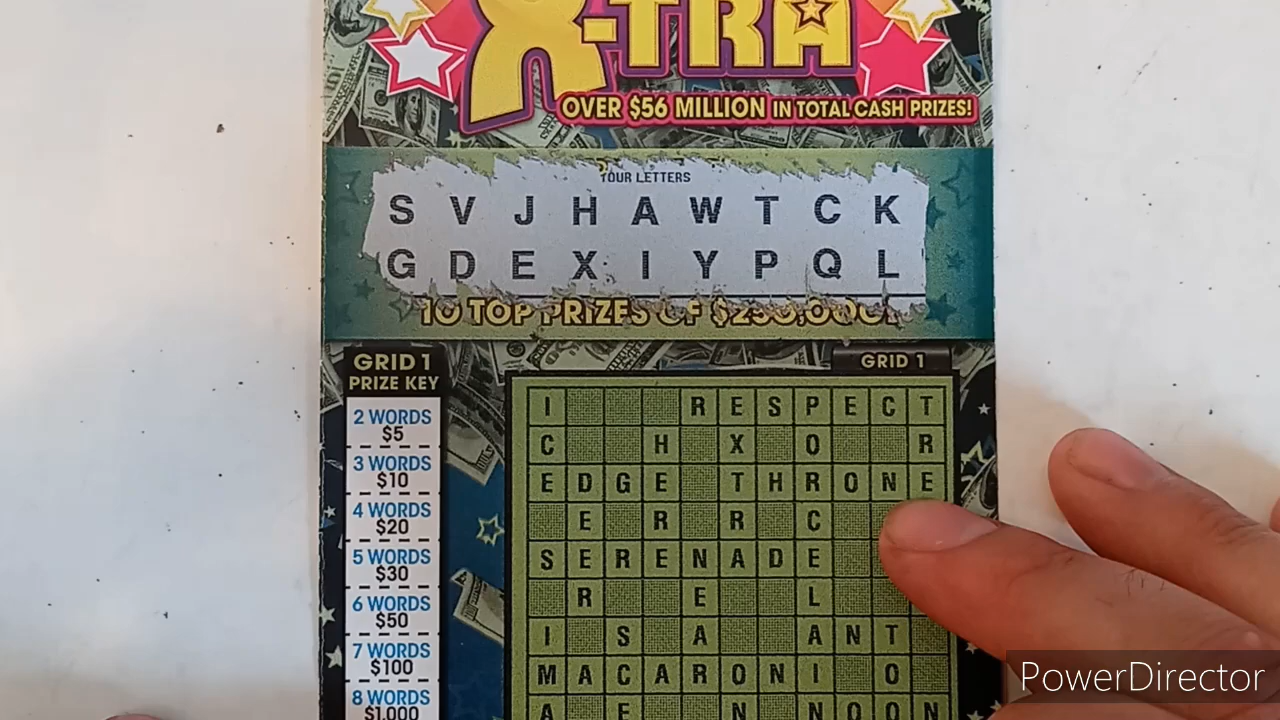 X-TRA
OVER $56 MILLION IN TOTAL CASH PRIZES!
YOUR LETTERS
S V J H A W T C K
G D E X I Y P Q L
10 TOP PRIZES OF $250,000!
GRID 1
PRIZE KEY
2 WORDS
$5
3 WORDS
$10
4 WORDS
$20
5 WORDS
$30
6 WORDS
$50
7 WORDS
$100
8 WORDS
$1,000
GRID 1
I R E S P E C T
C H X O R
E D G E T H R O N E
E R R C
S E R E N A D E
R E L
I S A A N T
M A C A R O N I O
A E N N O O N
PowerDirector